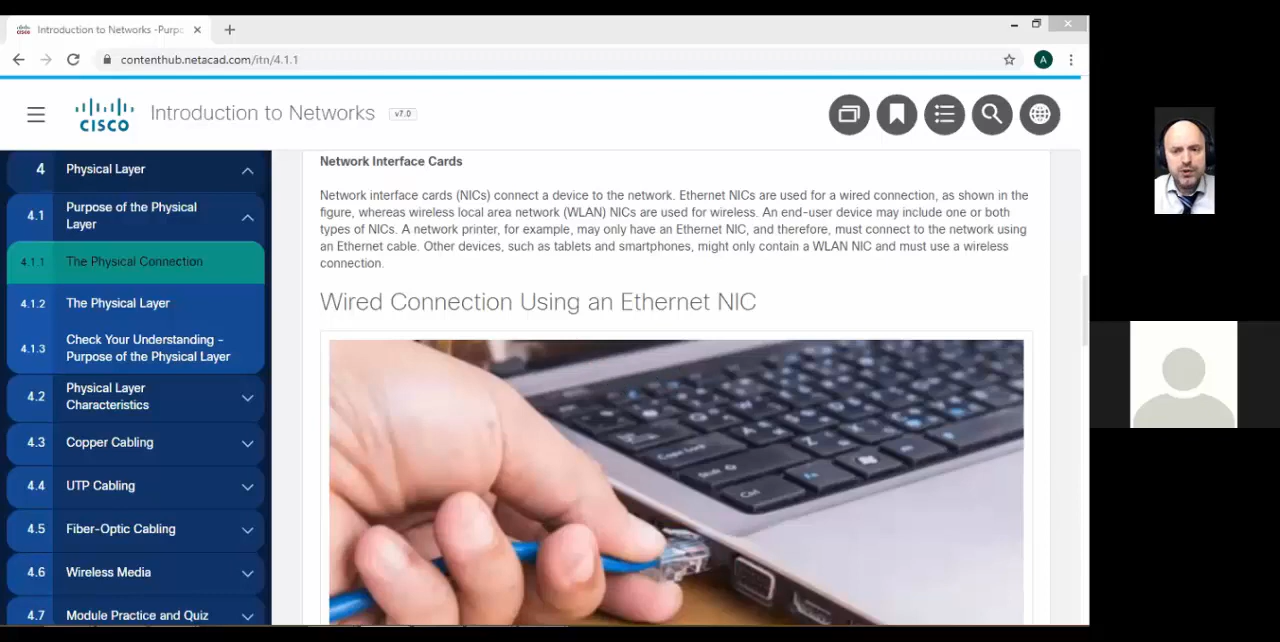 Introduction to Networks -Purpo
contenthub.netacad.com/itn/4.1.1
A
CISCO
Introduction to Networks
v7.0
4 Physical Layer
4.1 Purpose of the Physical
Layer
4.1.1 The Physical Connection
4.1.2 The Physical Layer
4.1.3 Check Your Understanding -
Purpose of the Physical Layer
4.2 Physical Layer
Characteristics
4.3 Copper Cabling
4.4 UTP Cabling
4.5 Fiber-Optic Cabling
4.6 Wireless Media
4.7 Module Practice and Quiz
Network Interface Cards
Network interface cards (NICs) connect a device to the network. Ethernet NICs are used for a wired connection, as shown in the
figure, whereas wireless local area network (WLAN) NICs are used for wireless. An end-user device may include one or both
types of NICs. A network printer, for example, may only have an Ethernet NIC, and therefore, must connect to the network using
an Ethernet cable. Other devices, such as tablets and smartphones, might only contain a WLAN NIC and must use a wireless
connection.
Wired Connection Using an Ethernet NIC
Ctrl